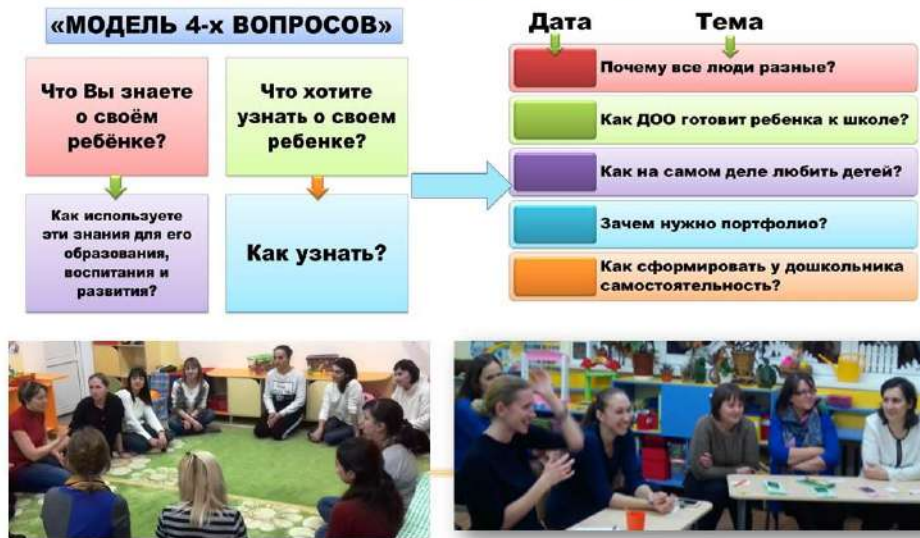 «МОДЕЛЬ 4-х ВОПРОСОВ»
Что Вы знаете
о своём
ребёнке?
Что хотите
узнать о своем
ребенке?
Как используете
эти знания для его
образования,
воспитания и
развития?
Как узнать?
Дата
Тема
Почему все люди разные?
Как ДОО готовит ребенка к школе?
Как на самом деле любить детей?
Зачем нужно портфолио?
Как сформировать у дошкольника
самостоятельность?